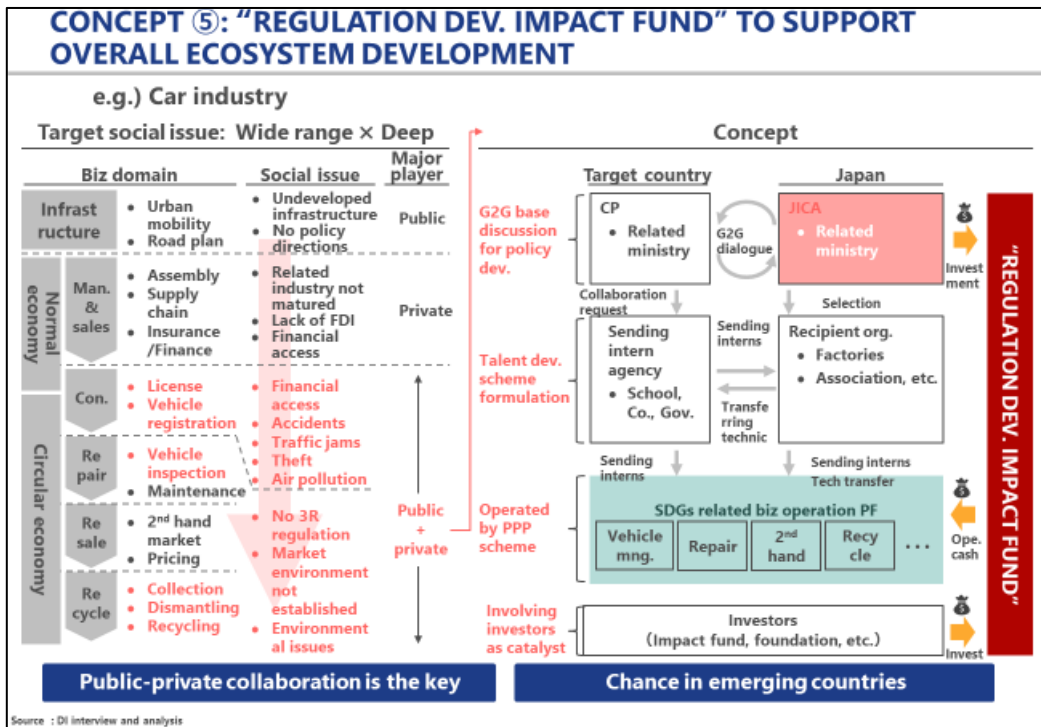 CONCEPT ⑤: “REGULATION DEV. IMPACT FUND” TO SUPPORT
OVERALL ECOSYSTEM DEVELOPMENT
e.g.) Car industry
Target social issue: Wide range × Deep
Biz domain
Social issue
Major
player
Infrast
ructure
• Urban
mobility
• Road plan
• Undeveloped
infrastructure
• No policy
directions
Public
Normal
economy
Man.
&
sales
• Assembly
• Supply
chain
• Insurance
/Finance
• Related
industry not
matured
• Lack of FDI
• Financial
access
Private
Circular economy
Con.
• License
• Vehicle
registration
• Financial
access
• Accidents
• Traffic jams
• Theft
• Air pollution
Re
pair
• Vehicle
inspection
• Maintenance
Re
sale
• 2nd hand
market
• Pricing
• No 3R
regulation
• Market
environment
not
established
• Environment
al issues
Public
+
private
Re
cycle
• Collection
• Dismantling
• Recycling
Public-private collaboration is the key
Concept
Target country
Japan
G2G base
discussion
for policy
dev.
CP
• Related
ministry
G2G
dialogue
JICA
• Related
ministry
Invest
ment
Collaboration
request
Selection
Talent dev.
scheme
formulation
Sending
intern
agency
• School,
Co., Gov.
Sending
interns
Transfe
rring
technic
Recipient org.
• Factories
• Association, etc.
Sending
interns
Sending interns
Tech transfer
Operated
by PPP
scheme
SDGs related biz operation PF
Vehicle
mng.
Repair
2nd
hand
Recy
cle
･･･
Ope.
cash
Involving
investors
as catalyst
Investors
(Impact fund, foundation, etc.)
Invest
“REGULATION DEV. IMPACT FUND”
Chance in emerging countries
Source : DI interview and analysis